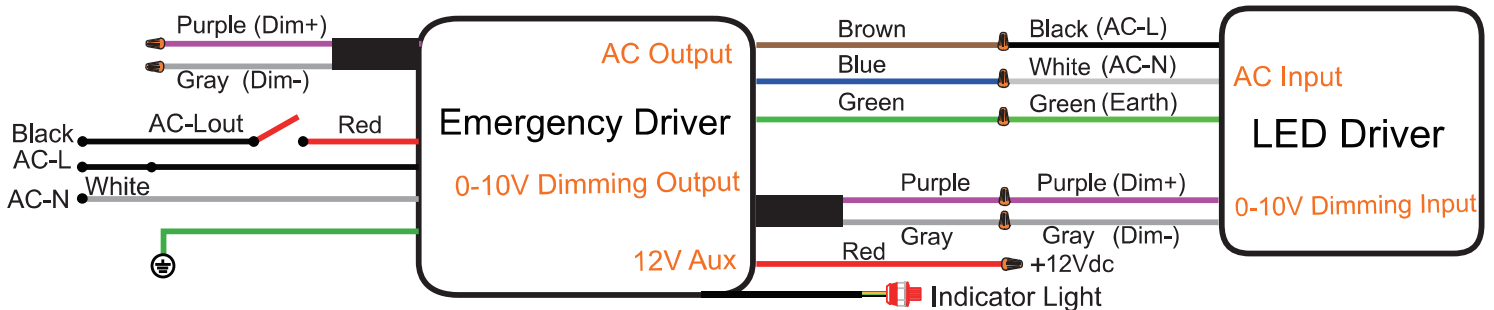 Purple (Dim+)
Gray (Dim-)
Black
AC-Lout
Red
AC-L
AC-N
White
AC Output
Emergency Driver
0-10V Dimming Output
12V Aux
Brown
Blue
Green
Purple
Gray
Red
+12Vdc
Indicator Light
Black (AC-L)
White (AC-N)
Green (Earth)
Purple (Dim+)
Gray (Dim-)
AC Input
LED Driver
0-10V Dimming Input